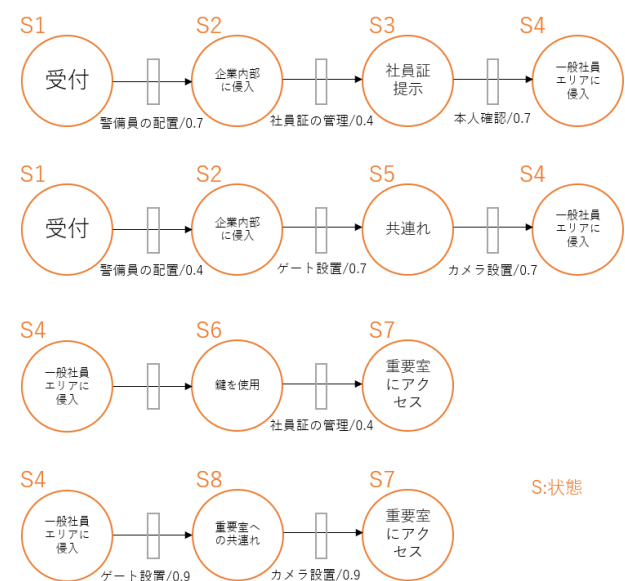 S1
S2
S3
S4
受付
企業内部
に侵入
社員証
提示
一般社員
エリアに
侵入
警備員の配置/0.7
社員証の管理/0.4
本人確認/0.7
S1
S2
S5
S4
受付
企業内部
に侵入
共連れ
一般社員
エリアに
侵入
警備員の配置/0.4
ゲート設置/0.7
カメラ設置/0.7
S4
S6
S7
一般社員
エリアに
侵入
鍵を使用
重要室
にアク
セス
社員証の管理/0.4
S4
S8
S7
一般社員
エリアに
侵入
重要室へ
の共連れ
重要室
にアク
セス
S:状態
ゲート設置/0.9
カメラ設置/0.9